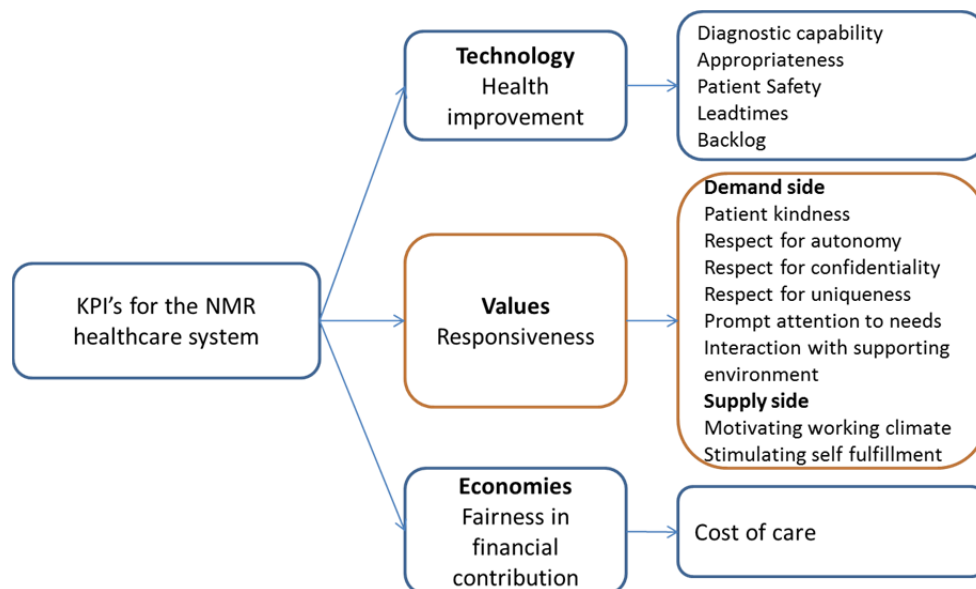 KPI's for the NMR
healthcare system
Technology
Health
improvement
Diagnostic capability
Appropriateness
Patient Safety
Leadtimes
Backlog
Values
Responsiveness
Demand side
Patient kindness
Respect for autonomy
Respect for confidentiality
Respect for uniqueness
Prompt attention to needs
Interaction with supporting
environment
Supply side
Motivating working climate
Stimulating self fulfillment
Economies
Fairness in
financial
contribution
Cost of care